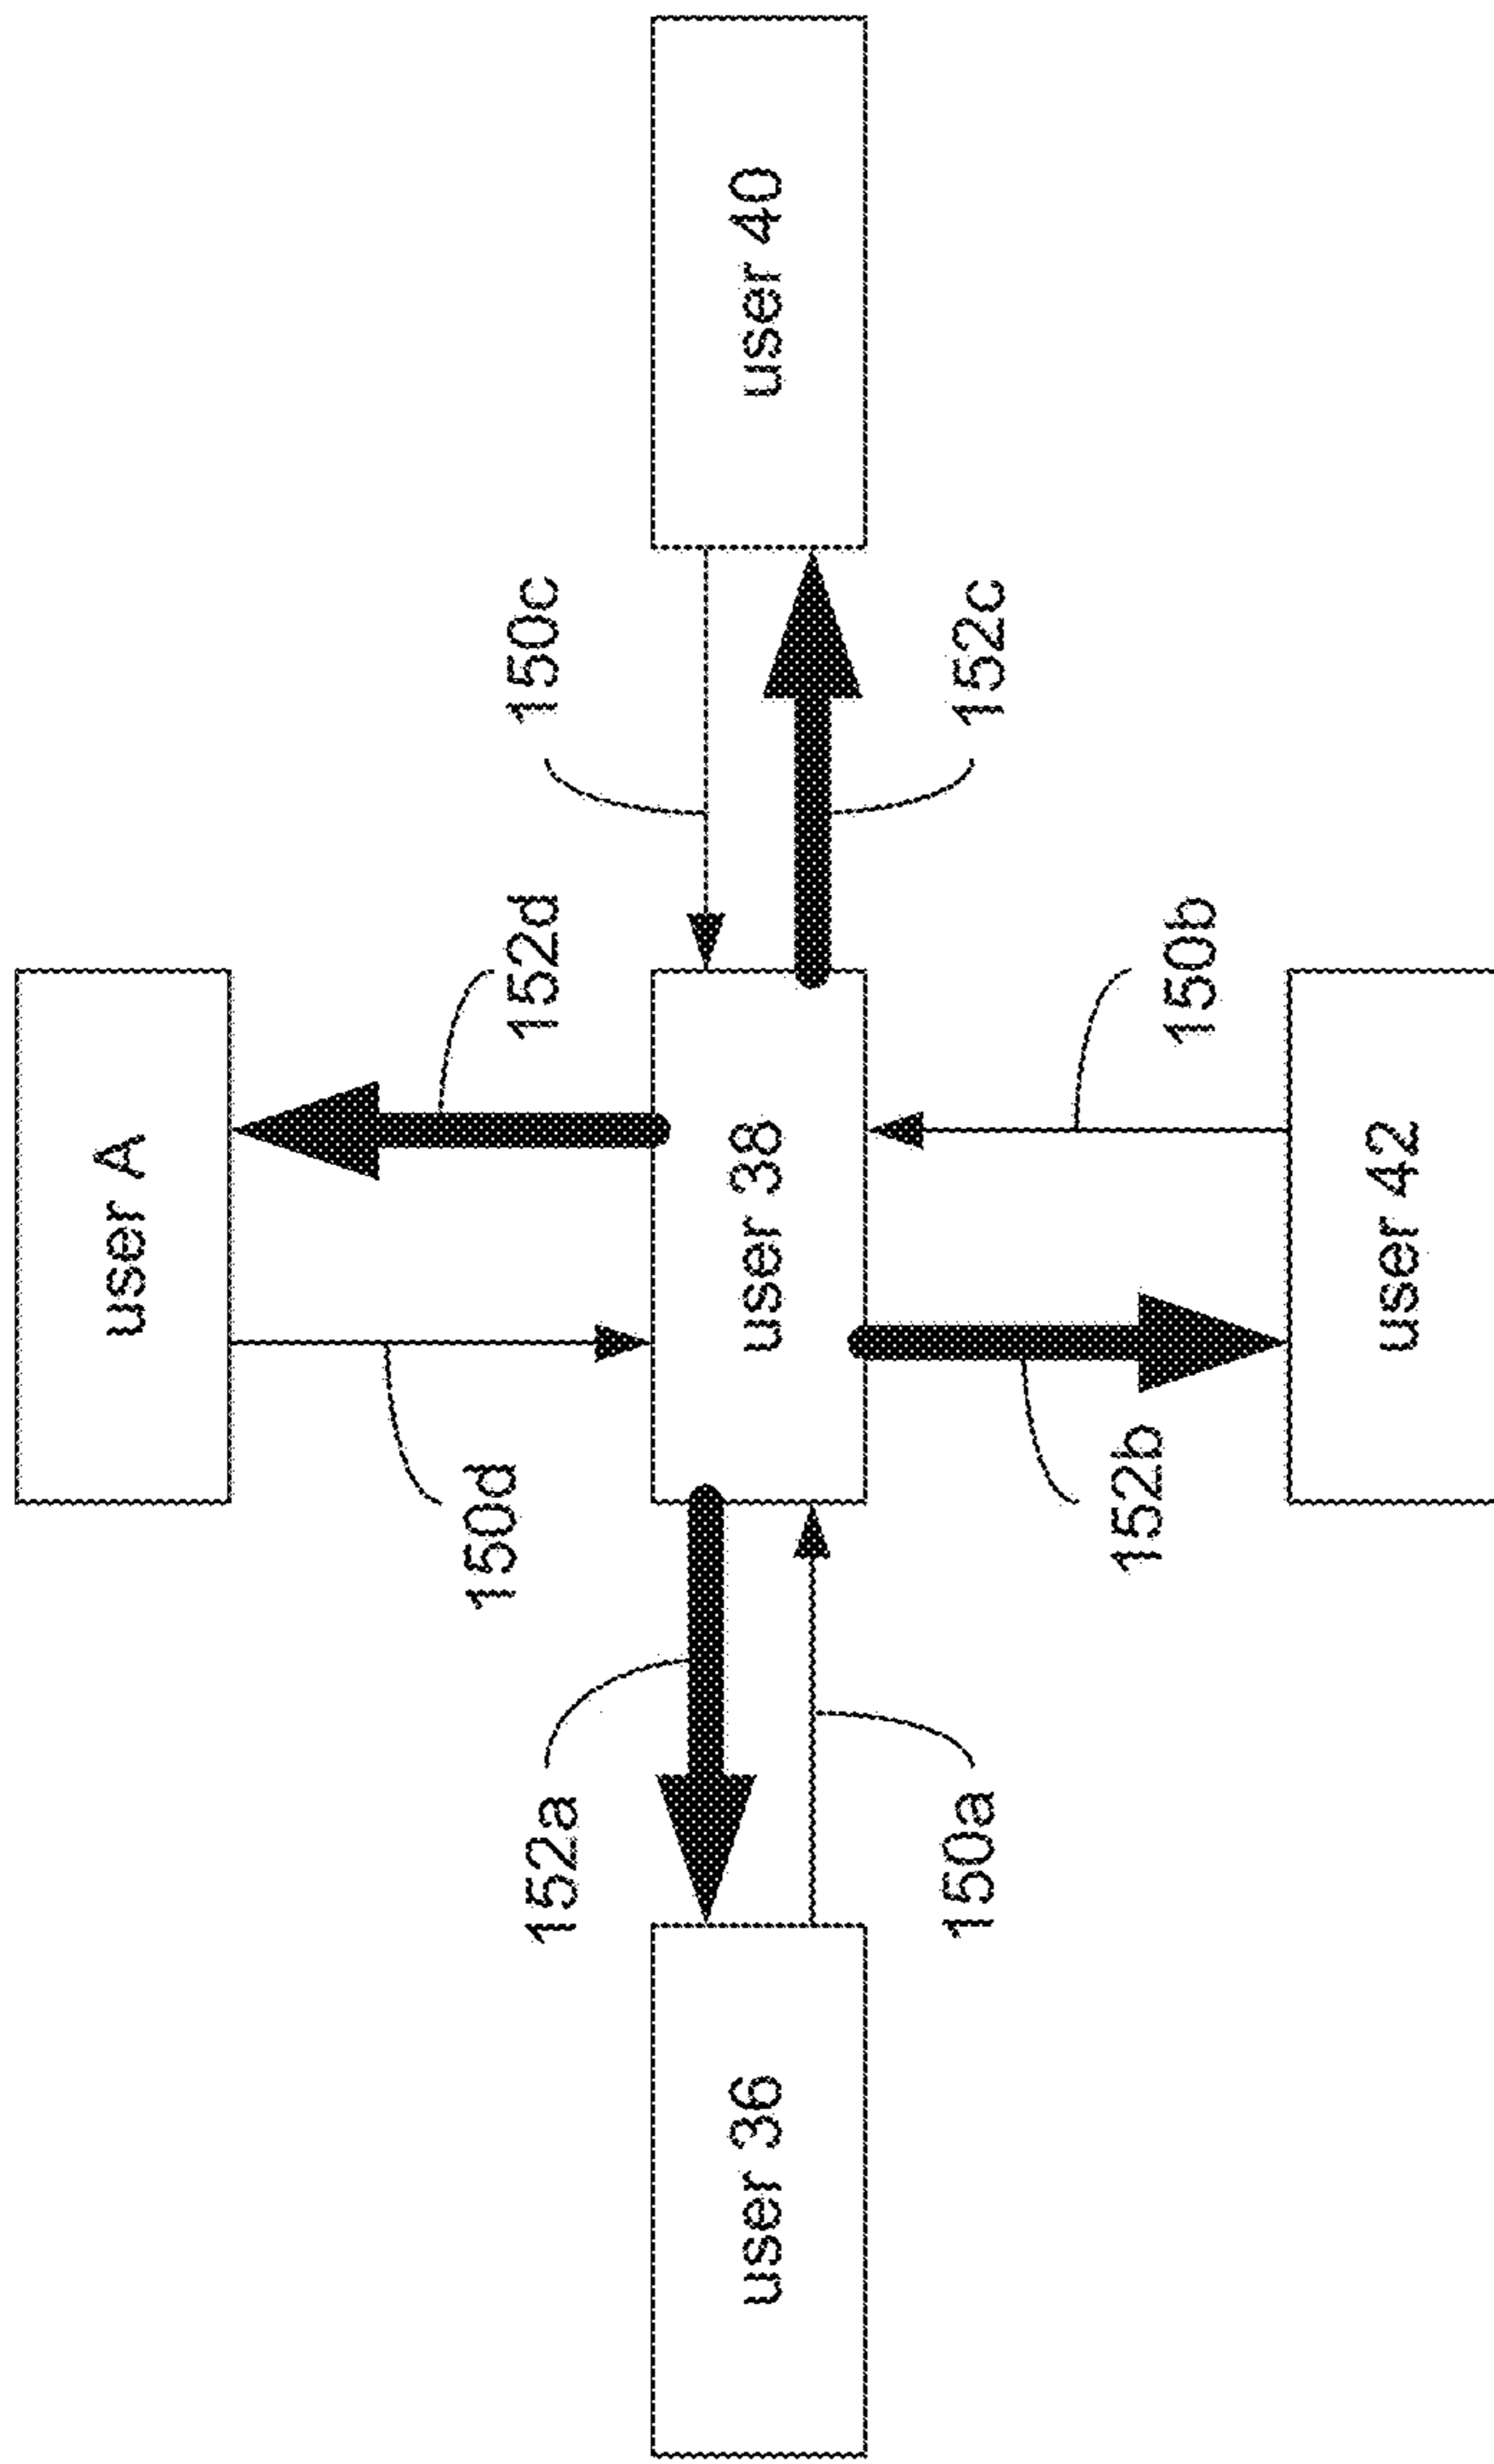 user A
150d
152d
152a
150c
user 36
user 38
user 40
150a
152c
152b
150b
user 42